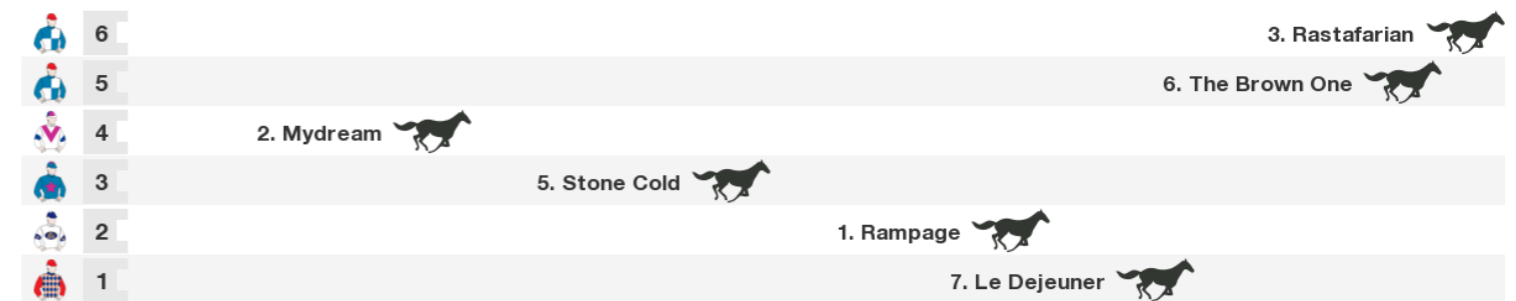 6 3. Rastafarian
5 6. The Brown One
4 2. Mydream
3 5. Stone Cold
2 1. Rampage
1 7. Le Dejeuner